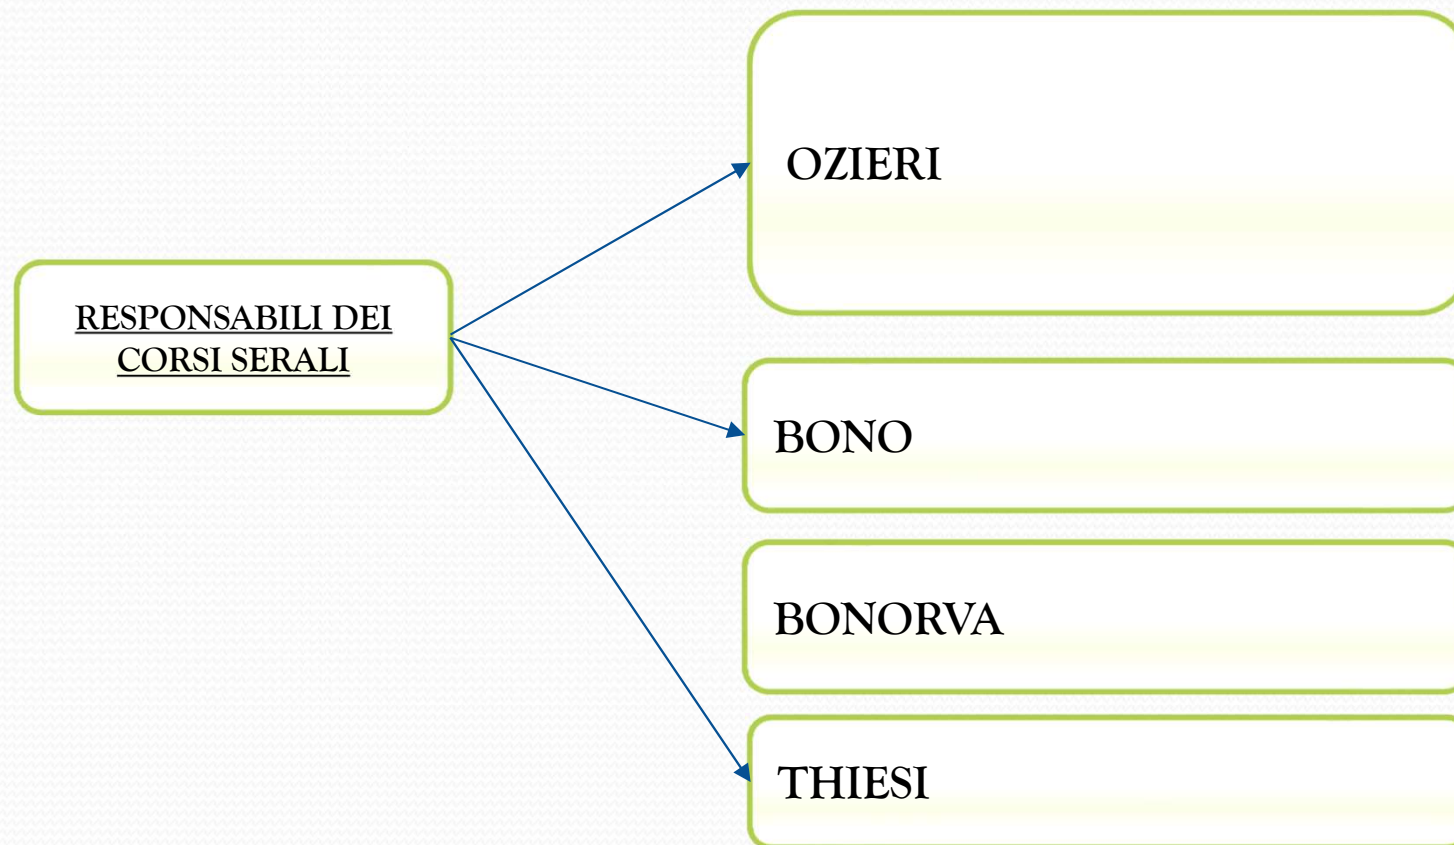 RESPONSABILI DEI
CORSI SERALI
OZIERI
BONO
BONORVA
THIESI